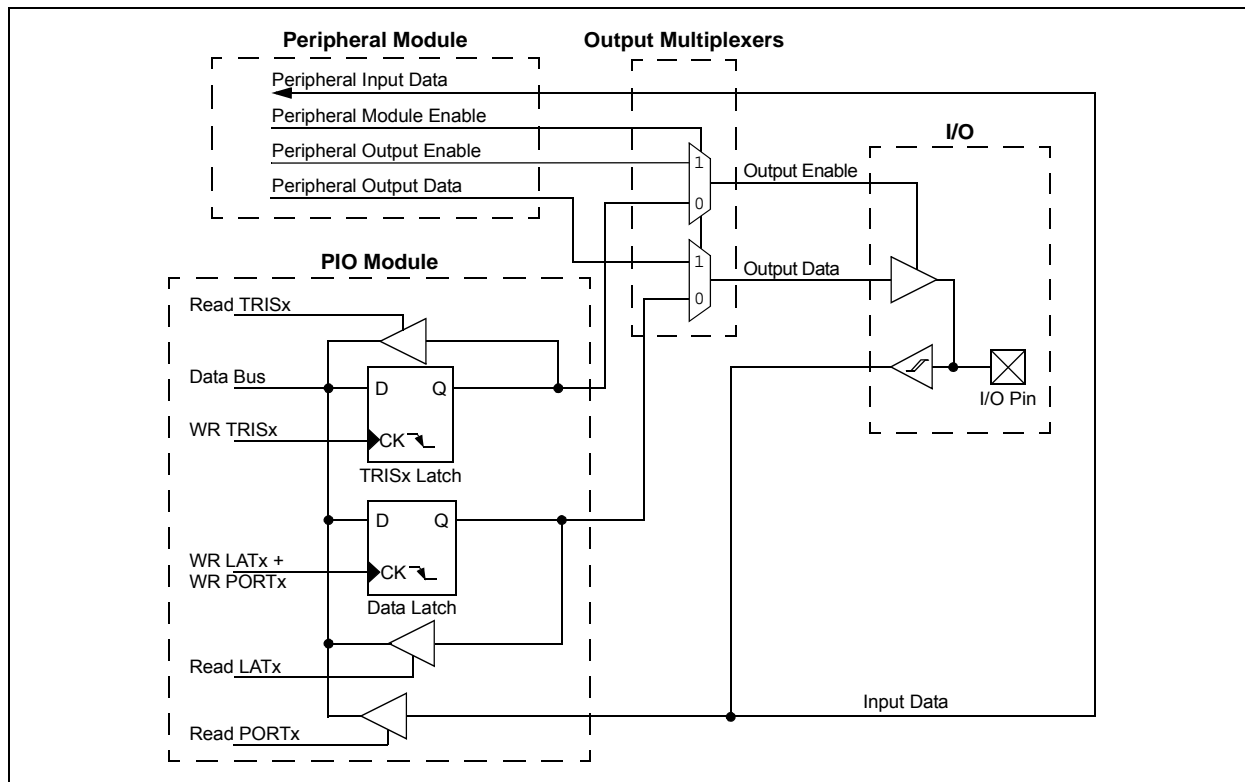 Peripheral Module
Output Multiplexers
Peripheral Input Data
Peripheral Module Enable
Peripheral Output Enable
Peripheral Output Data
1
0
1
0
Output Enable
Output Data
I/O
I/O Pin
PIO Module
Read TRISx
Data Bus
D Q
WR TRISx
CK
TRISx Latch
D Q
WR LATx +
WR PORTx
CK
Data Latch
Read LATx
Read PORTx
Input Data